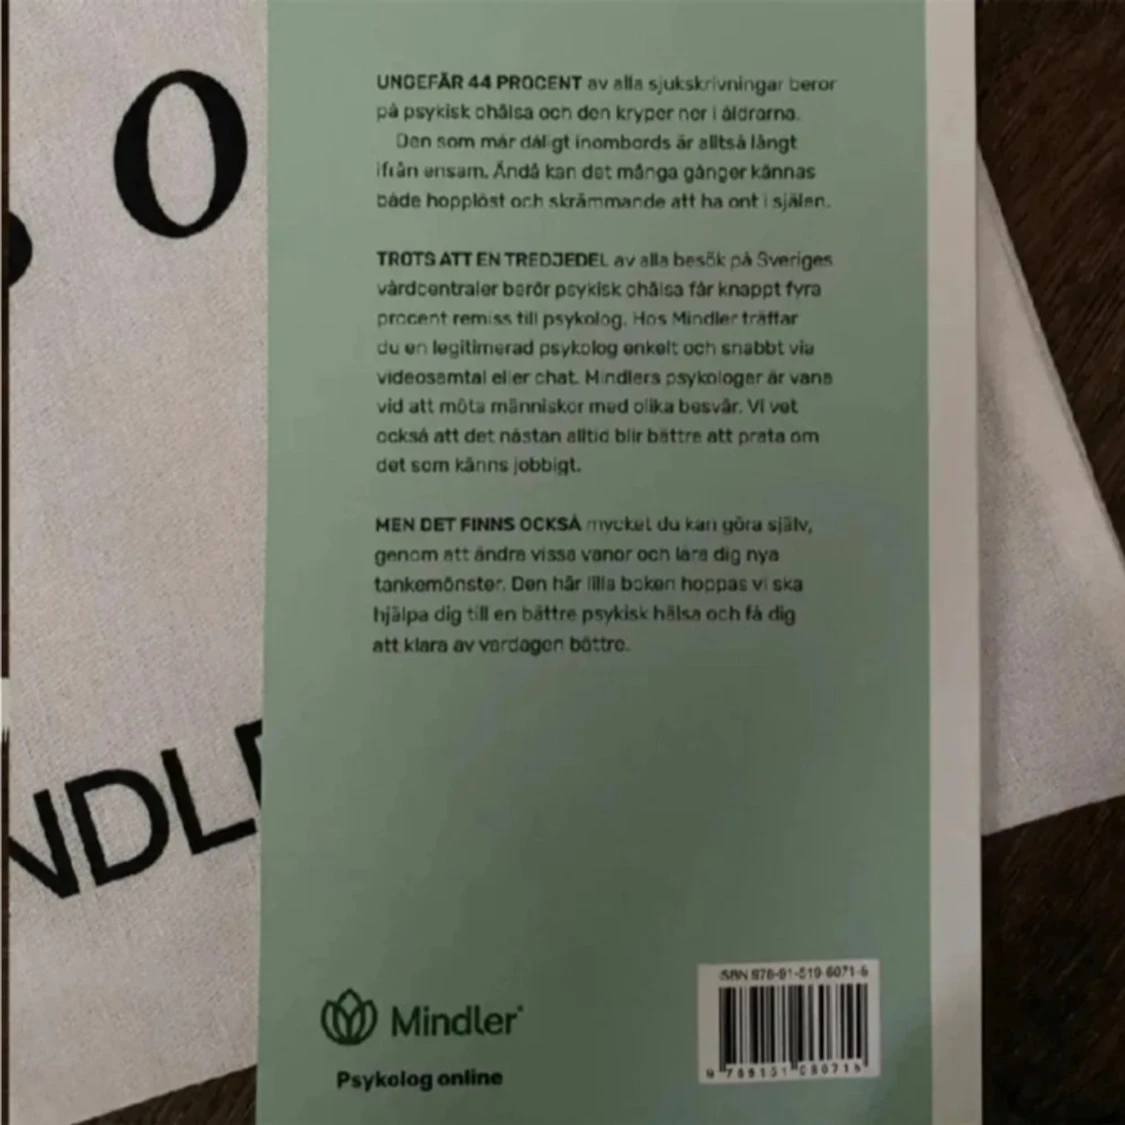 O
NDLE
UNGEFÄR 44 PROCENT av alla sjukskrivningar beror
på psykisk ohälsa och den kryper ner i åldrarna.
Den som mår dåligt inombords är alltså långt
ifrån ensam. Ändå kan det många gånger kännas
både hopplöst och skrämmande att ha ont i själen.
TROTS ATT EN TREDJEDEL av alla besök på Sveriges
vårdcentraler berör psykisk ohälsa får knappt fyra
procent remiss till psykolog. Hos Mindler träffar
du en legitimerad psykolog enkelt och snabbt via
videosamtal eller chat. Mindlers psykologer är vana
vid att möta människor med olika besvär. Vi vet
också att det nästan alltid blir bättre att prata om
det som känns jobbigt.
MEN DET FINNS OCKSÅ mycket du kan göra själv,
genom att ändra vissa vanor och lära dig nya
tankemönster. Den här lilla boken hoppas vi ska
hjälpa dig till en bättre psykisk hälsa och få dig
att klara av vardagen bättre.
ISBN 978-91-519-6071-5
Mindler
Psykolog online